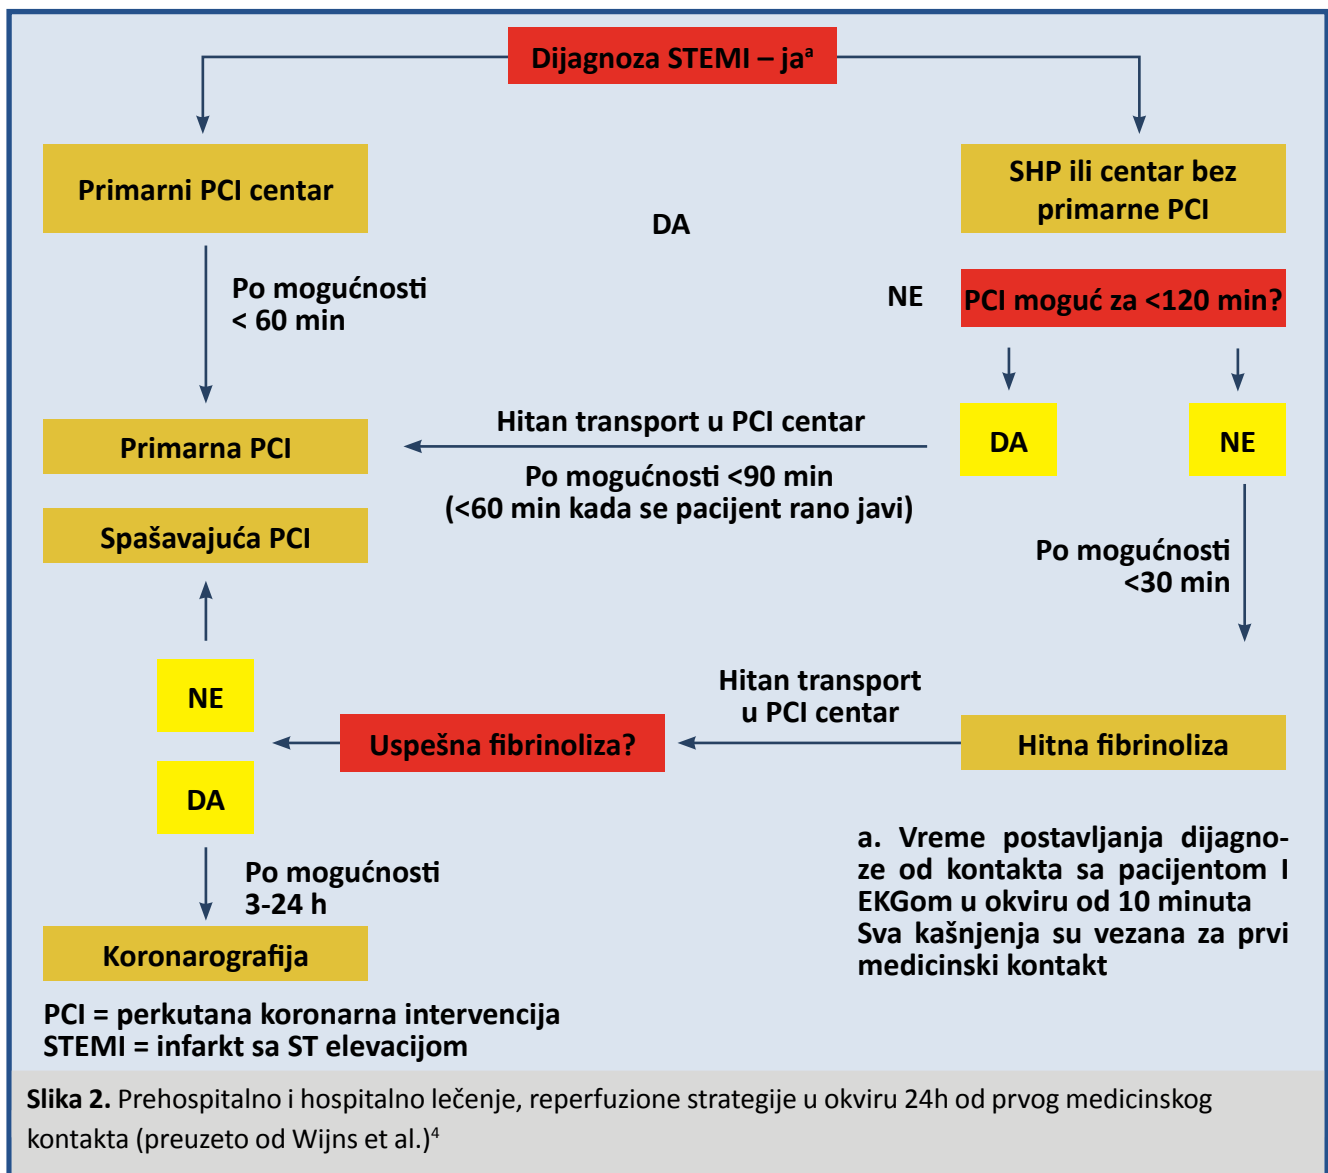 Dijagnoza STEMI – jaᵃ
Primarni PCI centar
SHP ili centar bez
primarne PCI
DA
Po mogućnosti
< 60 min
NE
PCI moguć za <120 min?
Hitan transport u PCI centar
DA
NE
Primarna PCI
Po mogućnosti <90 min
(<60 min kada se pacijent rano javi)
Spašavajuća PCI
Po mogućnosti
<30 min
NE
Hitan transport
u PCI centar
Uspešna fibrinoliza?
Hitna fibrinoliza
DA
Po mogućnosti
3-24 h
Koronarografija
a. Vreme postavljanja dijagno-
ze od kontakta sa pacijentom I
EKGom u okviru od 10 minuta
Sva kašnjenja su vezana za prvi
medicinski kontakt
PCI = perkutana koronarna intervencija
STEMI = infarkt sa ST elevacijom
Slika 2. Prehospitalno i hospitalno lečenje, reperfuzione strategije u okviru 24h od prvog medicinskog
kontakta (preuzeto od Wijns et al.)⁴